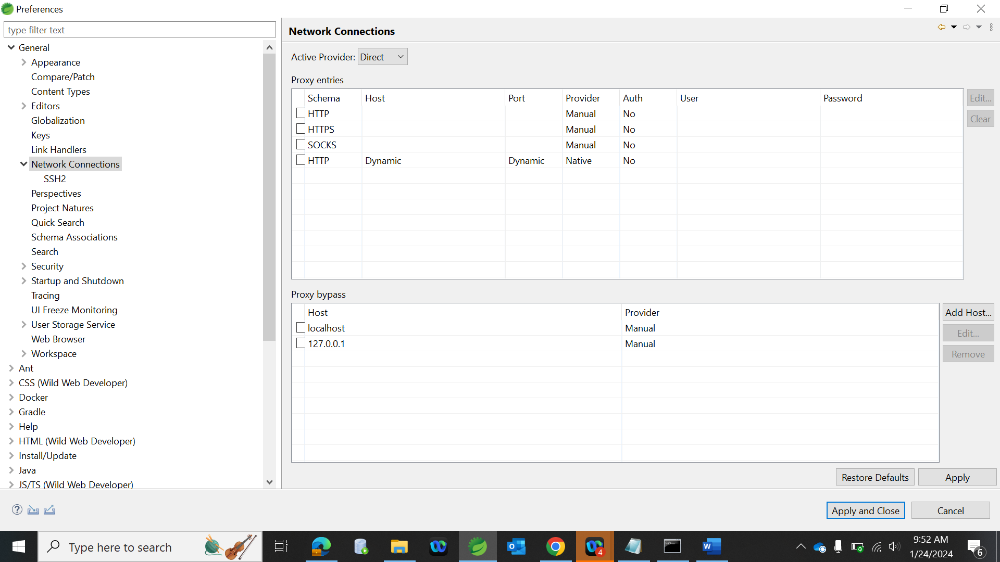 Preferences
type filter text
General
Appearance
Compare/Patch
Content Types
Editors
Globalization
Keys
Link Handlers
Network Connections
SSH2
Perspectives
Project Natures
Quick Search
Schema Associations
Search
Security
Startup and Shutdown
Tracing
UI Freeze Monitoring
User Storage Service
Web Browser
Workspace
Ant
CSS (Wild Web Developer)
Docker
Gradle
Help
HTML (Wild Web Developer)
Install/Update
Java
JS/TS (Wild Web Developer)
Network Connections
Active Provider: Direct
Proxy entries
Schema Host Port Provider Auth User Password
HTTP Manual No
HTTPS Manual No
SOCKS Manual No
HTTP Dynamic Dynamic Native No
Edit...
Clear
Proxy bypass
Host Provider
localhost Manual
127.0.0.1 Manual
Add Host...
Edit...
Remove
Restore Defaults Apply
Apply and Close Cancel
Type here to search
4
9:52 AM
1/24/2024
6